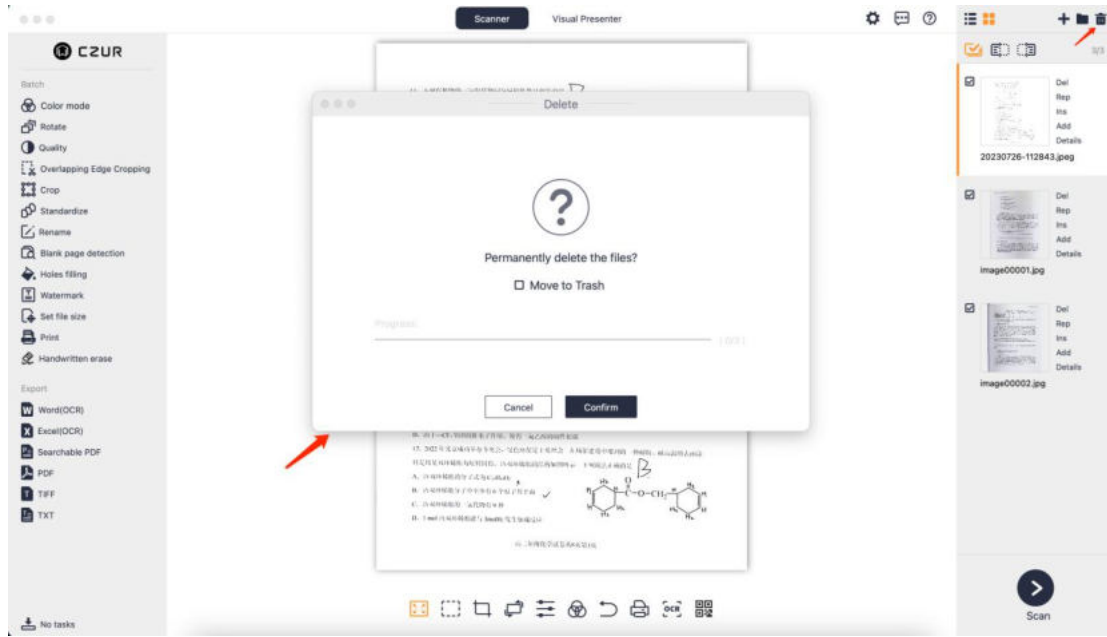 Scanner
Visual Presenter
CZUR
Batch
Color mode
Rotate
Quality
Overlapping Edge Cropping
Crop
Standardize
Rename
Blank page detection
Holes filling
Watermark
Set file size
Print
Handwritten erase
Export
Word(OCR)
Excel(OCR)
Searchable PDF
PDF
TIFF
TXT
No tasks
Delete
?
Permanently delete the files?
Move to Trash
Progress:
Cancel
Confirm
B
OCR
3/3
Del
Rep
Ins
Add
Details
20230726-112843.jpeg
Del
Rep
Ins
Add
Details
image00001.jpg
Del
Rep
Ins
Add
Details
image00002.jpg
Scan